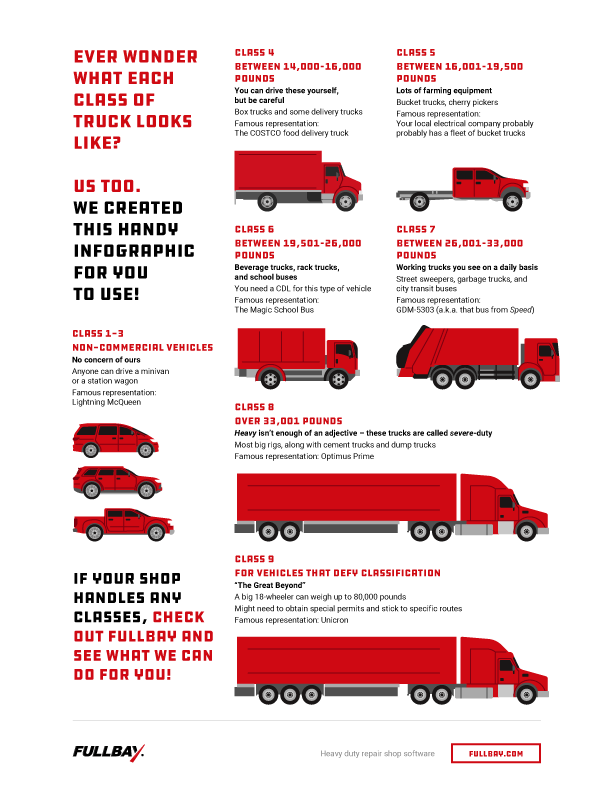 EVER WONDER
WHAT EACH
CLASS OF
TRUCK LOOKS
LIKE?
US TOO.
WE CREATED
THIS HANDY
INFOGRAPHIC
FOR YOU
TO USE!
CLASS 1–3
NON-COMMERCIAL VEHICLES
No concern of ours
Anyone can drive a minivan
or a station wagon
Famous representation:
Lightning McQueen
IF YOUR SHOP
HANDLES ANY
CLASSES, CHECK
OUT FULLBAY AND
SEE WHAT WE CAN
DO FOR YOU!
CLASS 4
BETWEEN 14,000–16,000
POUNDS
You can drive these yourself,
but be careful
Box trucks and some delivery trucks
Famous representation:
The COSTCO food delivery truck
CLASS 5
BETWEEN 16,001–19,500
POUNDS
Lots of farming equipment
Bucket trucks, cherry pickers
Famous representation:
Your local electrical company probably
probably has a fleet of bucket trucks
CLASS 6
BETWEEN 19,501–26,000
POUNDS
Beverage trucks, rack trucks,
and school buses
You need a CDL for this type of vehicle
Famous representation:
The Magic School Bus
CLASS 7
BETWEEN 26,001–33,000
POUNDS
Working trucks you see on a daily basis
Street sweepers, garbage trucks, and
city transit buses
Famous representation:
GDM-5303 (a.k.a. that bus from Speed)
CLASS 8
OVER 33,001 POUNDS
Heavy isn't enough of an adjective – these trucks are called severe-duty
Most big rigs, along with cement trucks and dump trucks
Famous representation: Optimus Prime
CLASS 9
FOR VEHICLES THAT DEFY CLASSIFICATION
“The Great Beyond”
A big 18-wheeler can weigh up to 80,000 pounds
Might need to obtain special permits and stick to specific routes
Famous representation: Unicron
FULLBAY.
Heavy duty repair shop software
FULLBAY.COM